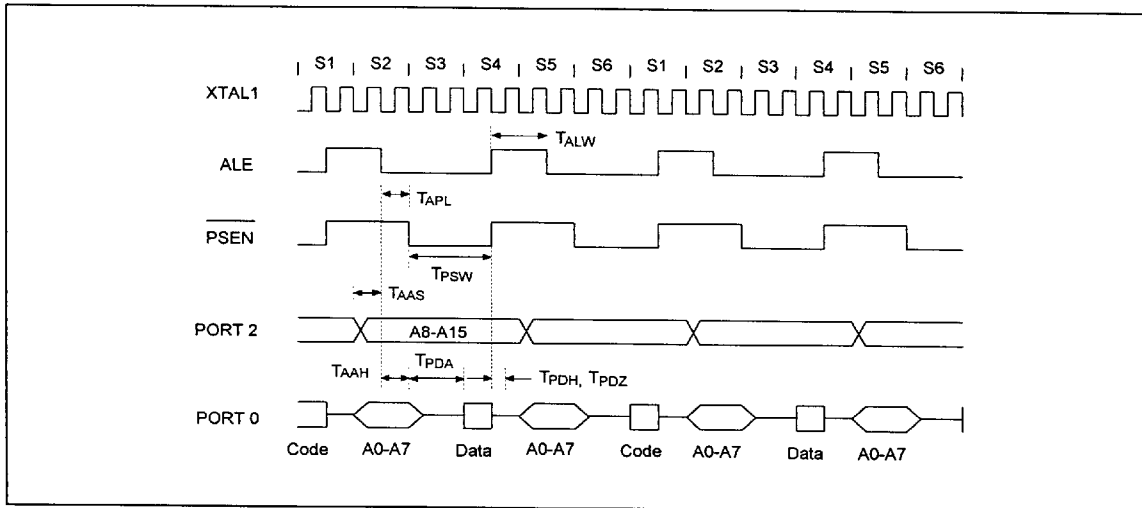 S1 S2 S3 S4 S5 S6 S1 S2 S3 S4 S5 S6
XTAL1
TALW
ALE
TAPL
PSEN
TPSW
TAAS
PORT 2
A8-A15
TAAH
TPDA
TPDH, TPDZ
PORT 0
Code A0-A7 Data A0-A7 Code A0-A7 Data A0-A7